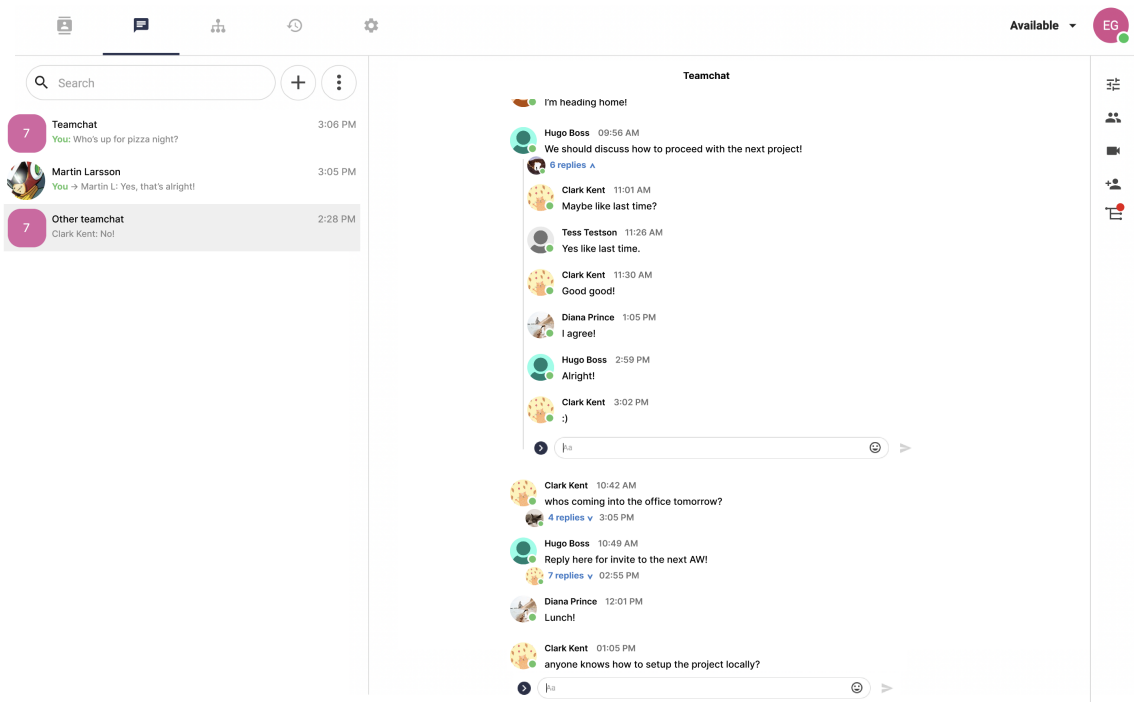 Available
EG
Search
7
Teamchat 3:06 PM
You: Who's up for pizza night?
Martin Larsson 3:05 PM
You → Martin L: Yes, that's alright!
7
Other teamchat 2:28 PM
Clark Kent: No!
Teamchat
I'm heading home!
Hugo Boss 09:56 AM
We should discuss how to proceed with the next project!
6 replies ʌ
Clark Kent 11:01 AM
Maybe like last time?
Tess Testson 11:26 AM
Yes like last time.
Clark Kent 11:30 AM
Good good!
Diana Prince 1:05 PM
I agree!
Hugo Boss 2:59 PM
Alright!
Clark Kent 3:02 PM
:)
Aa
Clark Kent 10:42 AM
whos coming into the office tomorrow?
4 replies v 3:05 PM
Hugo Boss 10:49 AM
Reply here for invite to the next AW!
7 replies v 02:55 PM
Diana Prince 12:01 PM
Lunch!
Clark Kent 01:05 PM
anyone knows how to setup the project locally?
Aa